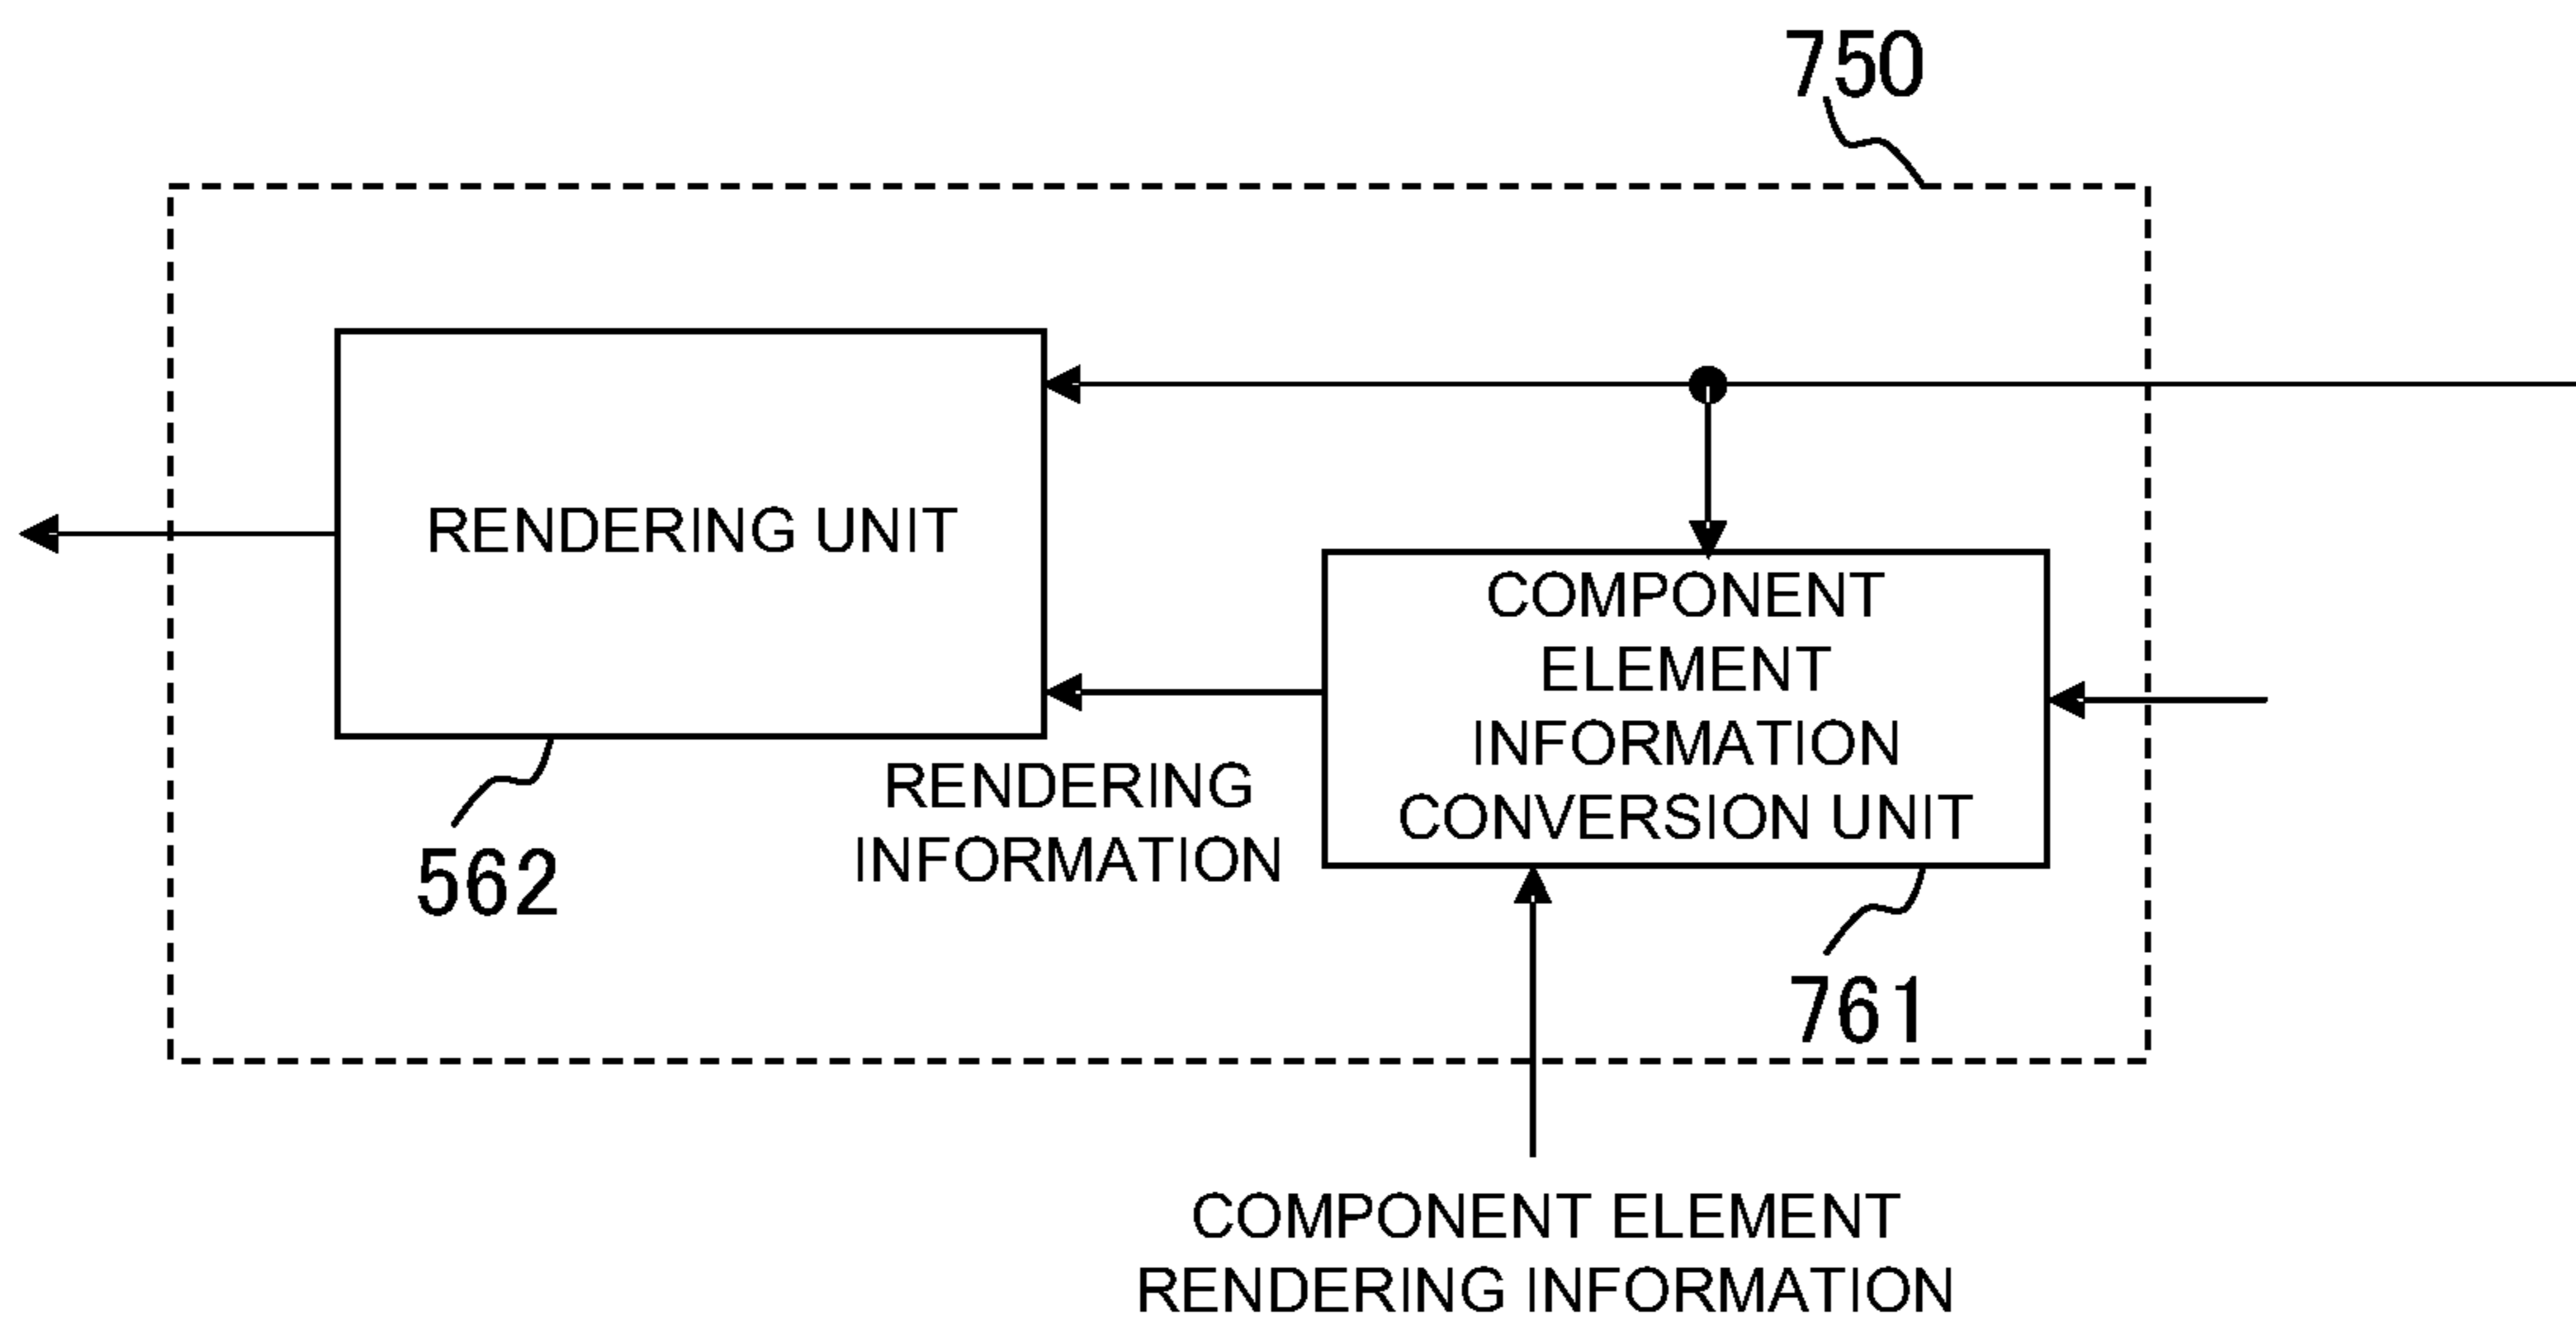 750
RENDERING UNIT
COMPONENT
ELEMENT
INFORMATION
CONVERSION UNIT
RENDERING
INFORMATION
562
761
COMPONENT ELEMENT
RENDERING INFORMATION